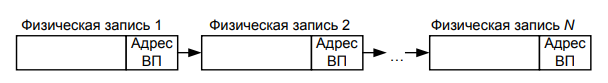 Физическая запись 1
Физическая запись 2
Физическая запись N
Адрес
ВП
Адрес
ВП
...
Адрес
ВП